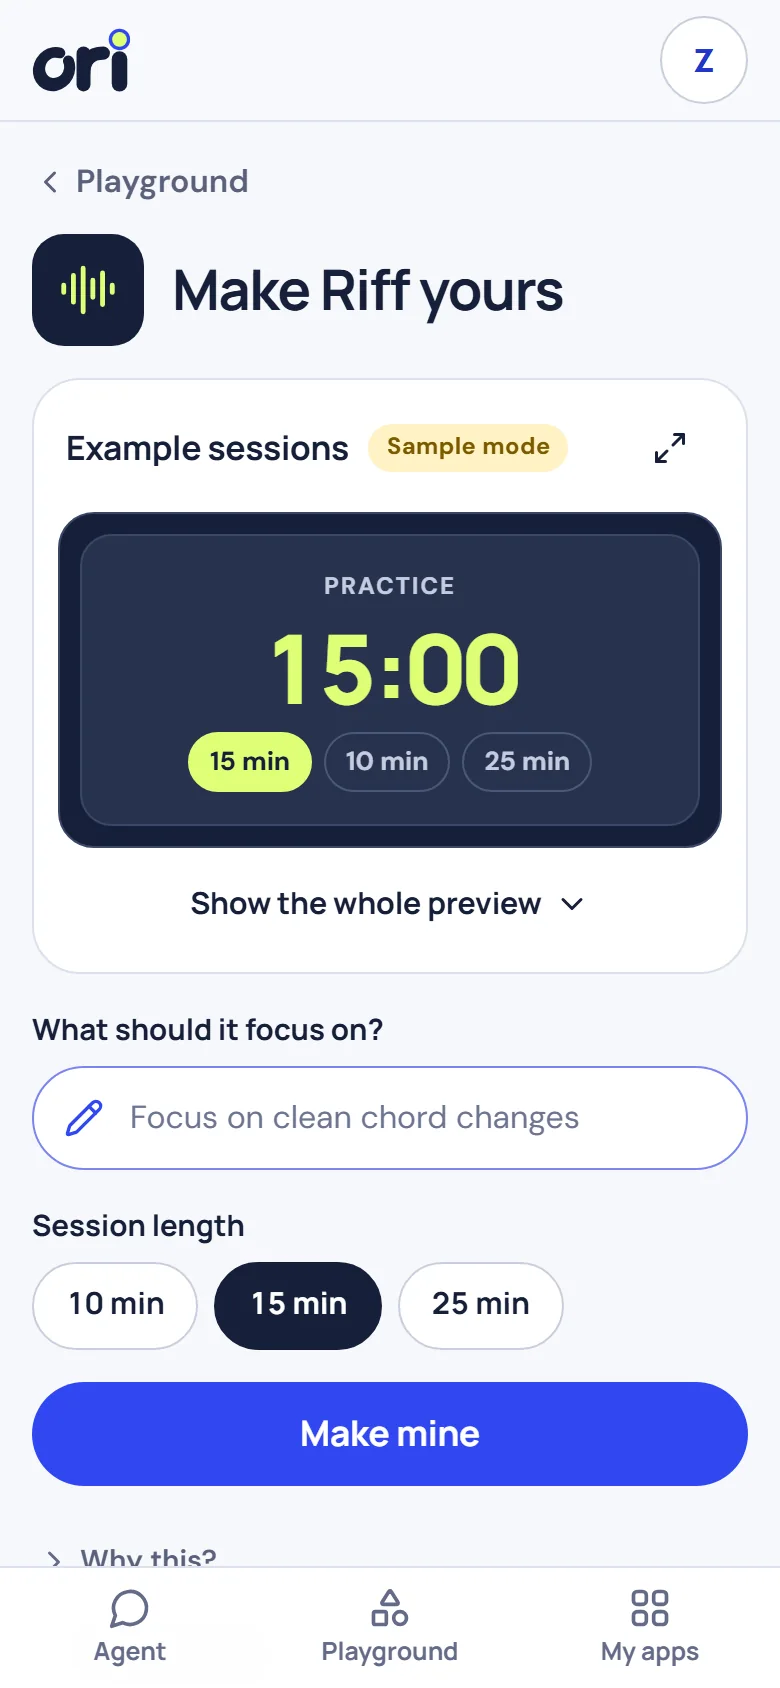 ori
Z
Playground
Make Riff yours
Example sessions
Sample mode
PRACTICE
15:00
15 min
10 min
25 min
Show the whole preview
What should it focus on?
Focus on clean chord changes
Session length
10 min
15 min
25 min
Make mine
Why this?
Agent
Playground
My apps